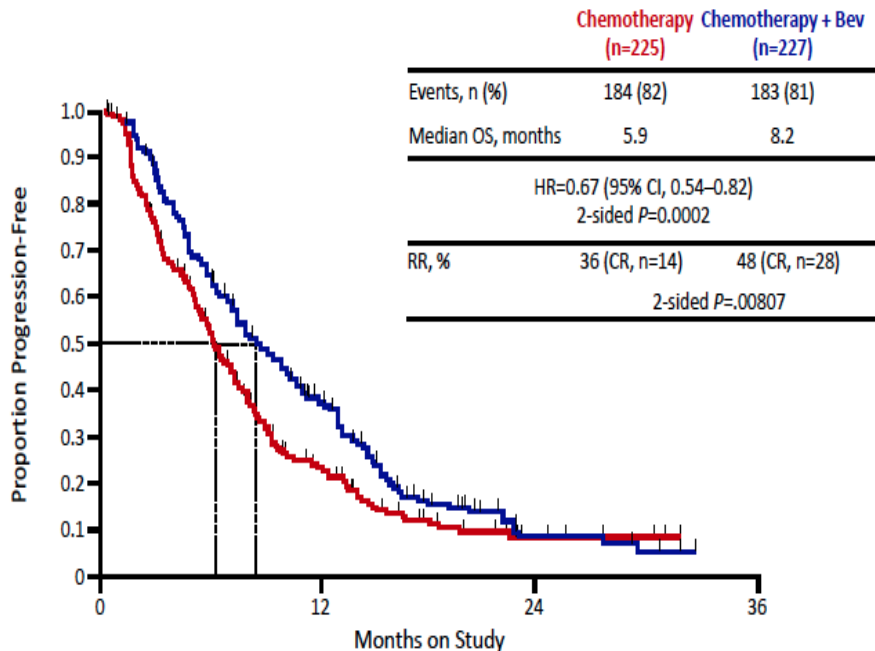 Chemotherapy Chemotherapy + Bev
(n=225) (n=227)
Events, n (%) 184 (82) 183 (81)
Median OS, months 5.9 8.2
HR=0.67 (95% CI, 0.54–0.82)
2-sided P=0.0002
RR, % 36 (CR, n=14) 48 (CR, n=28)
2-sided P=.00807
Proportion Progression-Free
1.0
0.9
0.8
0.7
0.6
0.5
0.4
0.3
0.2
0.1
0
0 12 24 36
Months on Study